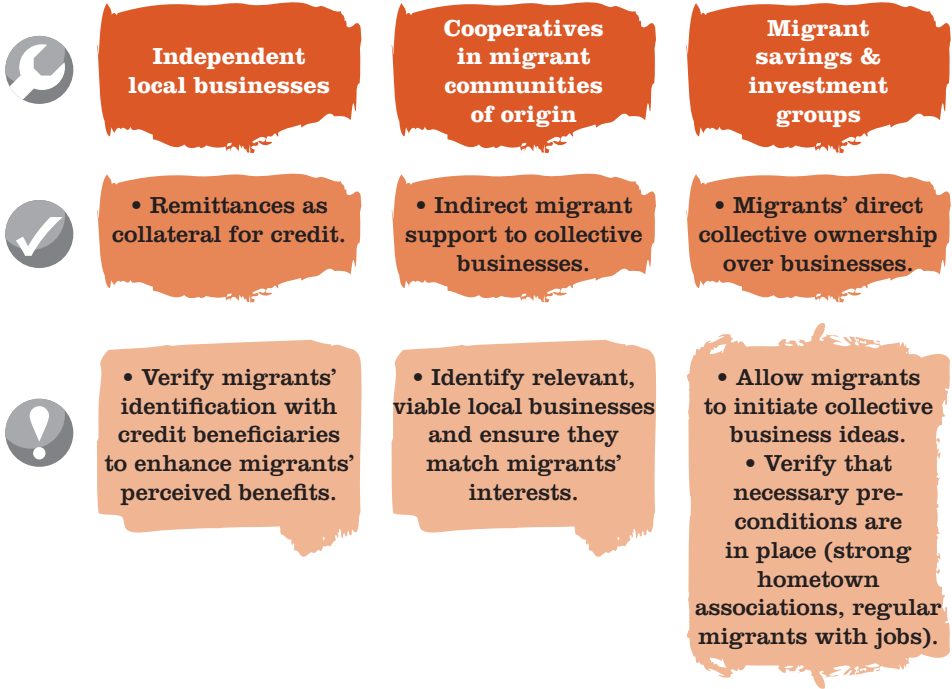 Independent
local businesses
Cooperatives
in migrant
communities
of origin
Migrant
savings &
investment
groups
• Remittances as
collateral for credit.
• Indirect migrant
support to collective
businesses.
• Migrants’ direct
collective ownership
over businesses.
• Verify migrants’
identification with
credit beneficiaries
to enhance migrants’
perceived benefits.
• Identify relevant,
viable local businesses
and ensure they
match migrants’
interests.
• Allow migrants
to initiate collective
business ideas.
• Verify that
necessary pre-
conditions are
in place (strong
hometown
associations, regular
migrants with jobs).